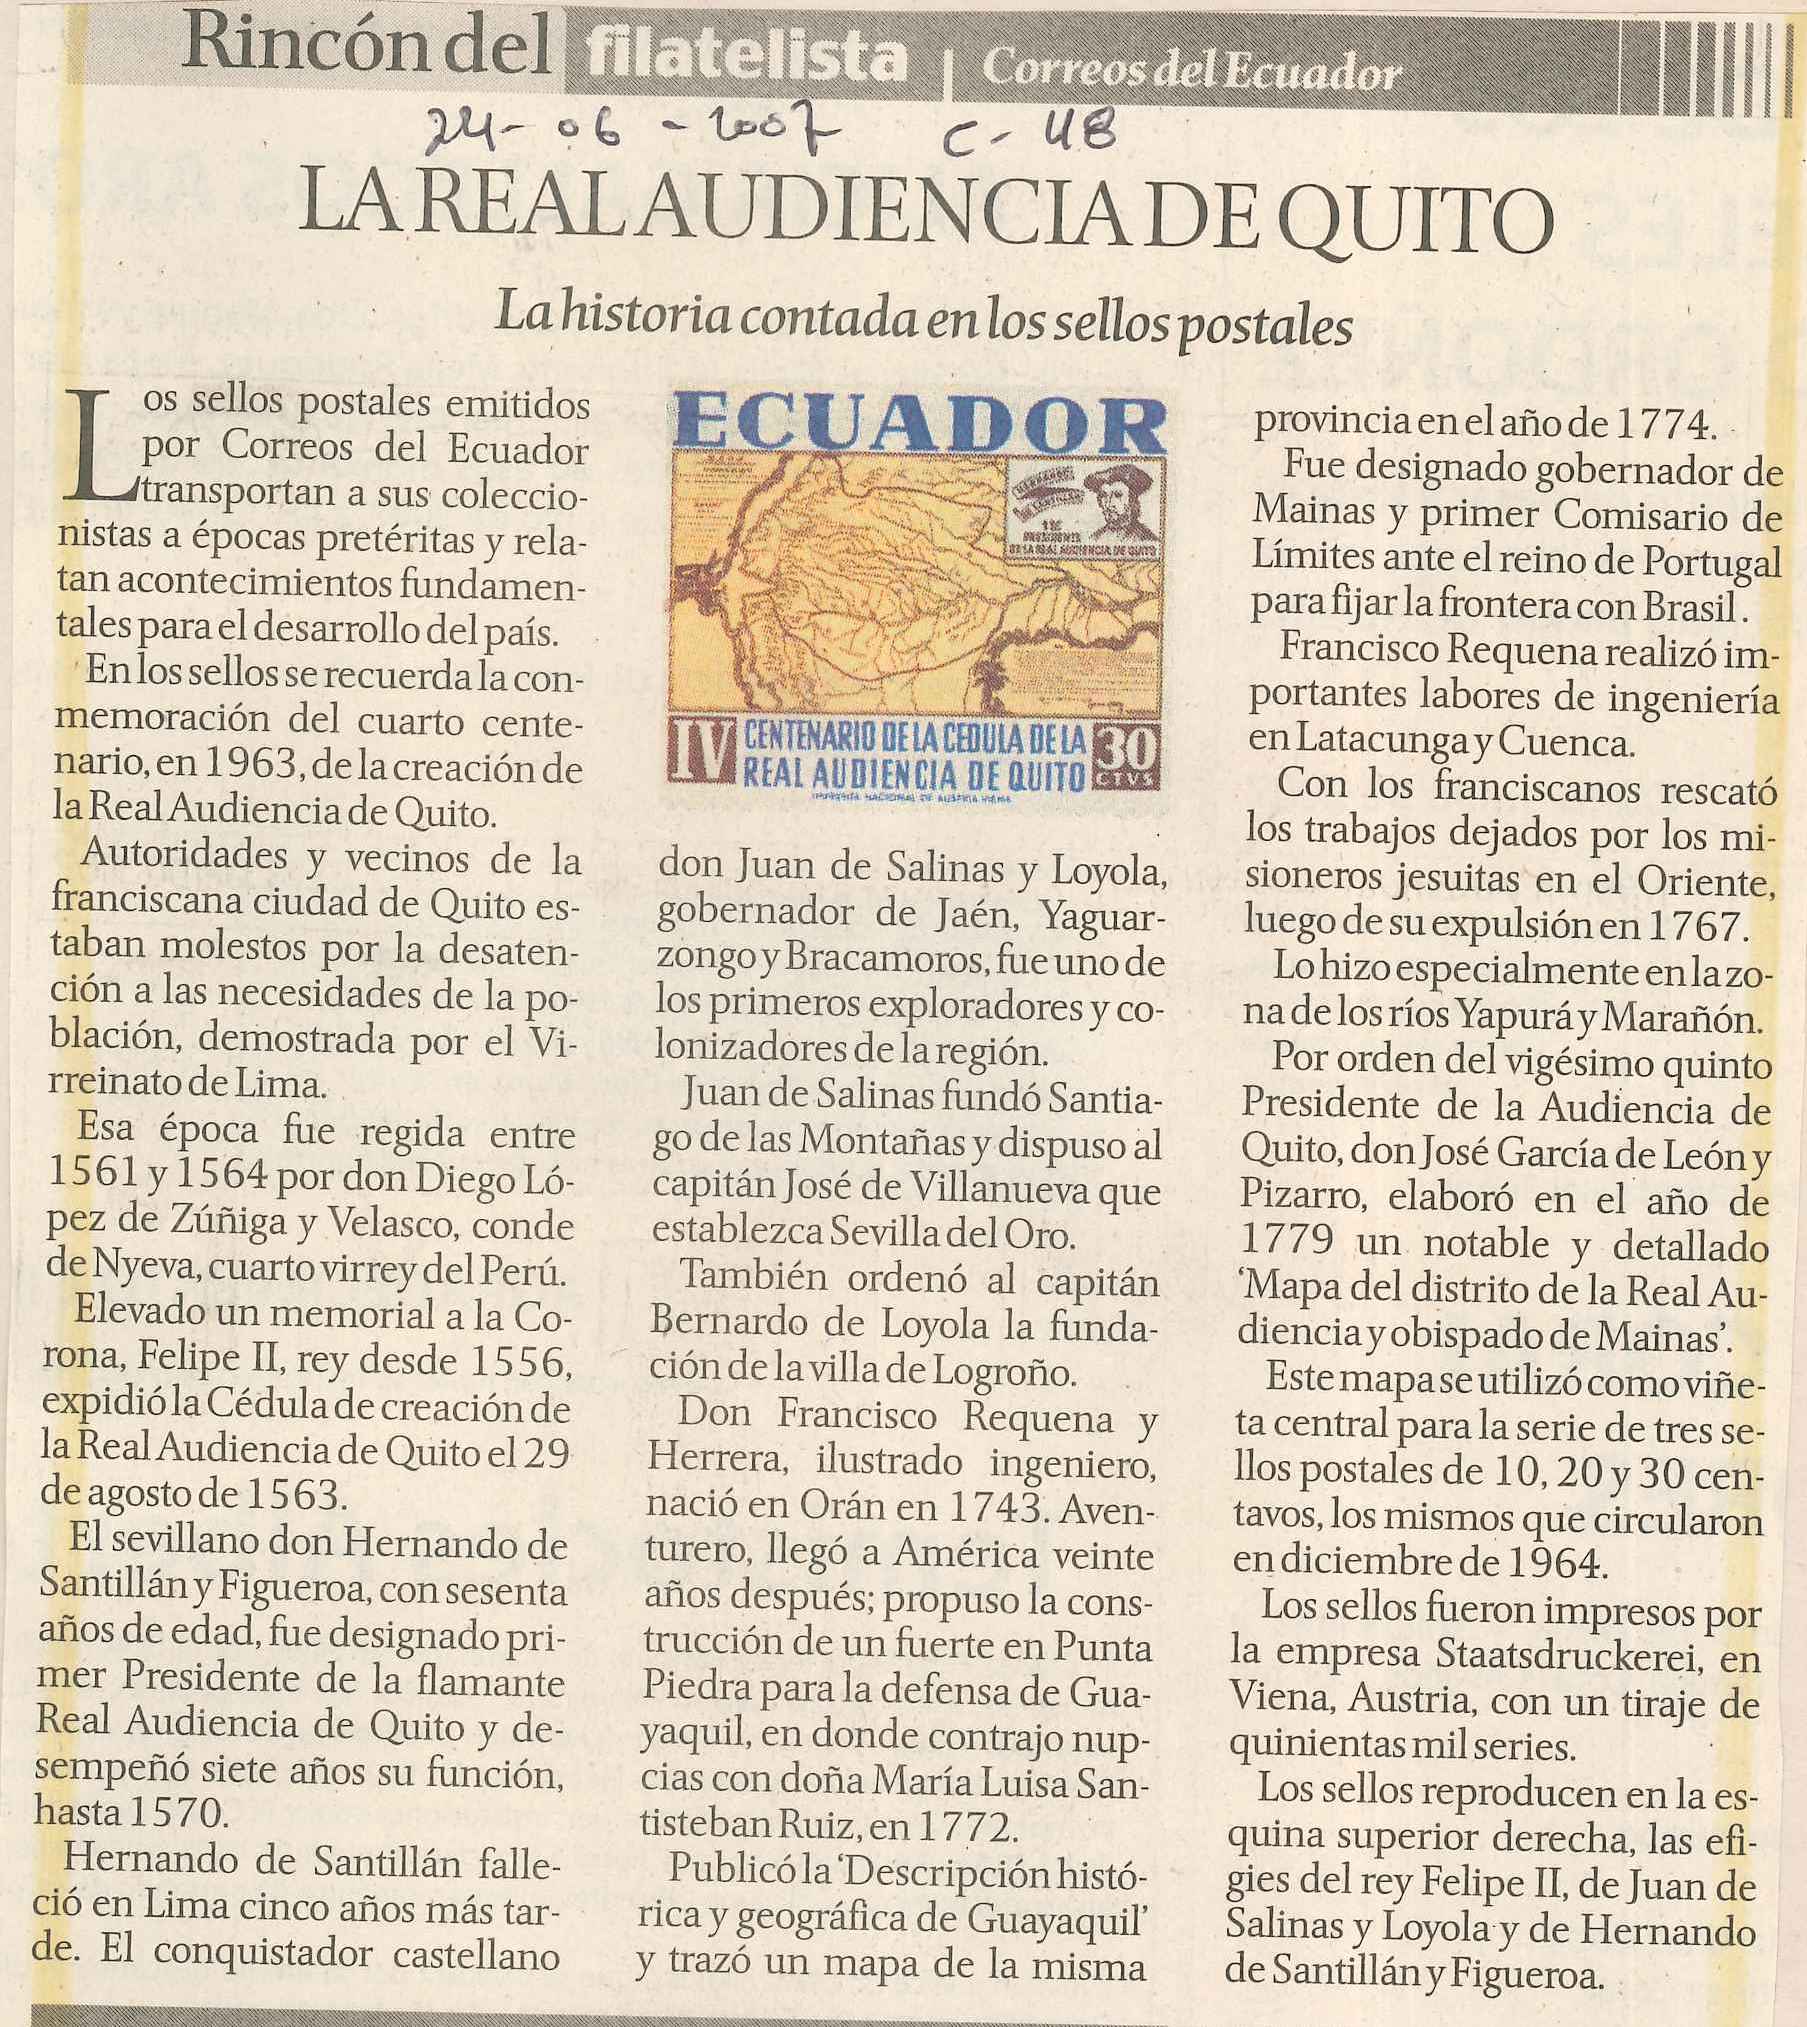 Rincón del filatelista | Correos del Ecuador
24-06-2007 C-48
LA REAL AUDIENCIA DE QUITO
La historia contada en los sellos postales
Los sellos postales emitidos
por Correos del Ecuador
transportan a sus coleccio-
nistas a épocas pretéritas y rela-
tan acontecimientos fundamen-
tales para el desarrollo del país.
En los sellos se recuerda la con-
memoración del cuarto cente-
nario, en 1963, de la creación de
la Real Audiencia de Quito.
Autoridades y vecinos de la
franciscana ciudad de Quito es-
taban molestos por la desaten-
ción a las necesidades de la po-
blación, demostrada por el Vi-
rreinato de Lima.
Esa época fue regida entre
1561 y 1564 por don Diego Ló-
pez de Zúñiga y Velasco, conde
de Nyeva, cuarto virrey del Perú.
Elevado un memorial a la Co-
rona, Felipe II, rey desde 1556,
expidió la Cédula de creación de
la Real Audiencia de Quito el 29
de agosto de 1563.
El sevillano don Hernando de
Santillán y Figueroa, con sesenta
años de edad, fue designado pri-
mer Presidente de la flamante
Real Audiencia de Quito y de-
sempeñó siete años su función,
hasta 1570.
Hernando de Santillán falle-
ció en Lima cinco años más tar-
de. El conquistador castellano
ECUADOR
HERNANDO DE SANTILLAN
1 ER
PRESIDENTE
DE LA REAL AUDIENCIA DE QUITO
IV CENTENARIO DE LA CEDULA DE LA
REAL AUDIENCIA DE QUITO
30
CTVS
IMPRENTA NACIONAL DE AUSTRIA VIENA
don Juan de Salinas y Loyola,
gobernador de Jaén, Yaguar-
zongo y Bracamoros, fue uno de
los primeros exploradores y co-
lonizadores de la región.
Juan de Salinas fundó Santia-
go de las Montañas y dispuso al
capitán José de Villanueva que
establezca Sevilla del Oro.
También ordenó al capitán
Bernardo de Loyola la funda-
ción de la villa de Logroño.
Don Francisco Requena y
Herrera, ilustrado ingeniero,
nació en Orán en 1743. Aven-
turero, llegó a América veinte
años después; propuso la cons-
trucción de un fuerte en Punta
Piedra para la defensa de Gua-
yaquil, en donde contrajo nup-
cias con doña María Luisa San-
tisteban Ruiz, en 1772.
Publicó la 'Descripción histó-
rica y geográfica de Guayaquil'
y trazó un mapa de la misma
provincia en el año de 1774.
Fue designado gobernador de
Mainas y primer Comisario de
Límites ante el reino de Portugal
para fijar la frontera con Brasil.
Francisco Requena realizó im-
portantes labores de ingeniería
en Latacunga y Cuenca.
Con los franciscanos rescató
los trabajos dejados por los mi-
sioneros jesuitas en el Oriente,
luego de su expulsión en 1767.
Lo hizo especialmente en la zo-
na de los ríos Yapurá y Marañón.
Por orden del vigésimo quinto
Presidente de la Audiencia de
Quito, don José García de León y
Pizarro, elaboró en el año de
1779 un notable y detallado
'Mapa del distrito de la Real Au-
diencia y obispado de Mainas'.
Este mapa se utilizó como viñe-
ta central para la serie de tres se-
llos postales de 10, 20 y 30 cen-
tavos, los mismos que circularon
en diciembre de 1964.
Los sellos fueron impresos por
la empresa Staatsdruckerei, en
Viena, Austria, con un tiraje de
quinientas mil series.
Los sellos reproducen en la es-
quina superior derecha, las efi-
gies del rey Felipe II, de Juan de
Salinas y Loyola y de Hernando
de Santillán y Figueroa.